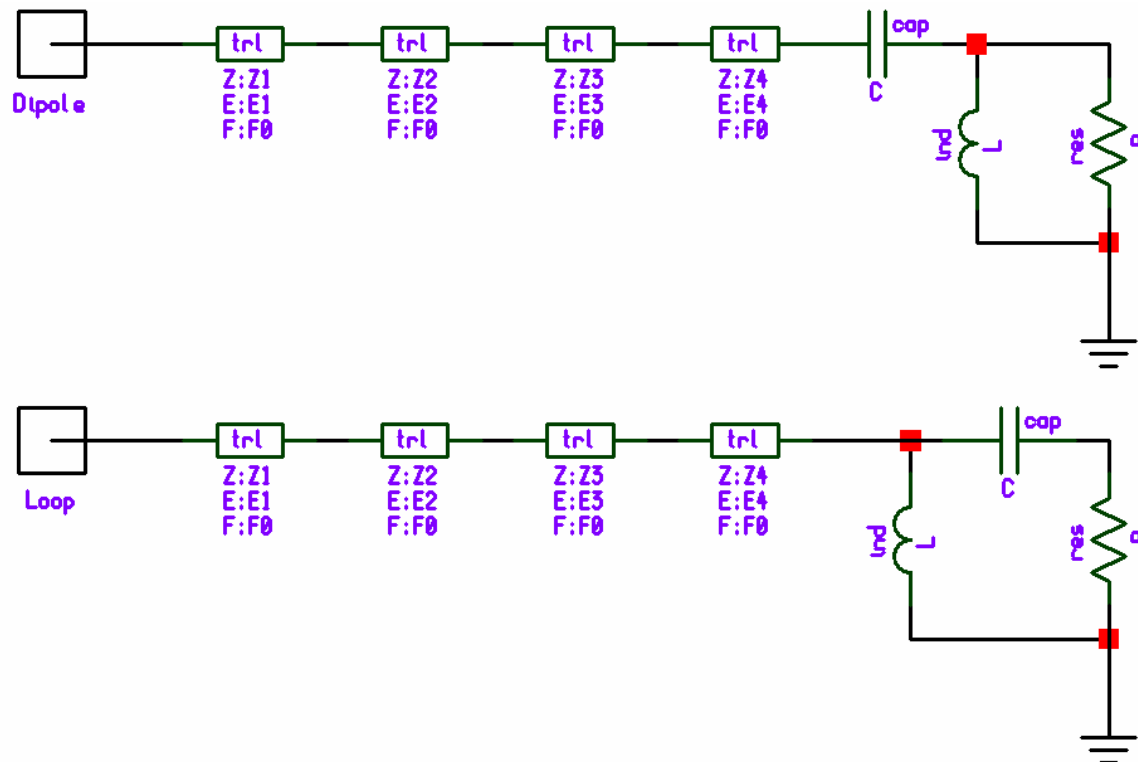 trl trl trl trl cap
Dipole
Z:Z1 Z:Z2 Z:Z3 Z:Z4 C
E:E1 E:E2 E:E3 E:E4
F:F0 F:F0 F:F0 F:F0
ind L res
trl trl trl trl cap
Loop
Z:Z1 Z:Z2 Z:Z3 Z:Z4 C
E:E1 E:E2 E:E3 E:E4
F:F0 F:F0 F:F0 F:F0
ind L res